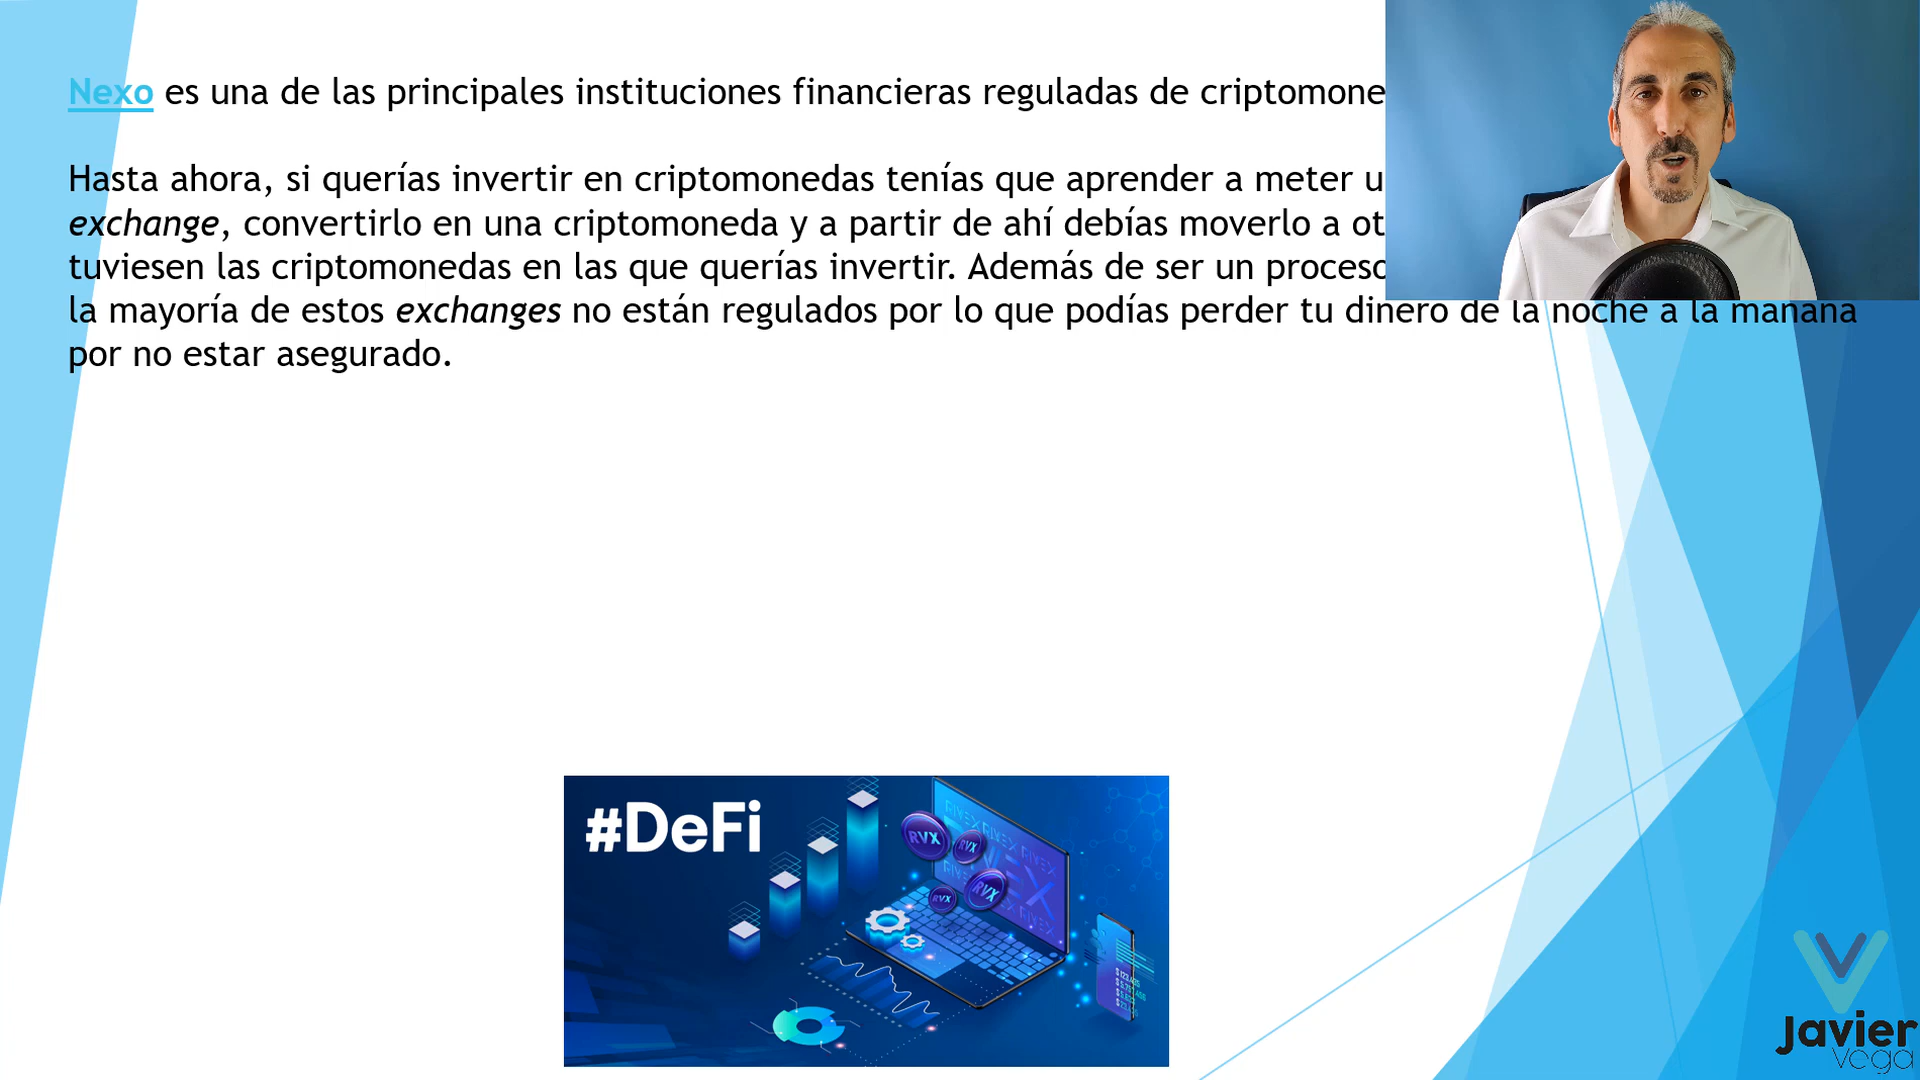 Nexo es una de las principales instituciones financieras reguladas de criptomone
Hasta ahora, si querías invertir en criptomonedas tenías que aprender a meter u
exchange, convertirlo en una criptomoneda y a partir de ahí debías moverlo a ot
tuviesen las criptomonedas en las que querías invertir. Además de ser un proceso
la mayoría de estos exchanges no están regulados por lo que podías perder tu dinero de la noche a la mañana
por no estar asegurado.
#DeFi
RVX
RVX
RVX
RVX
Javier
Vega